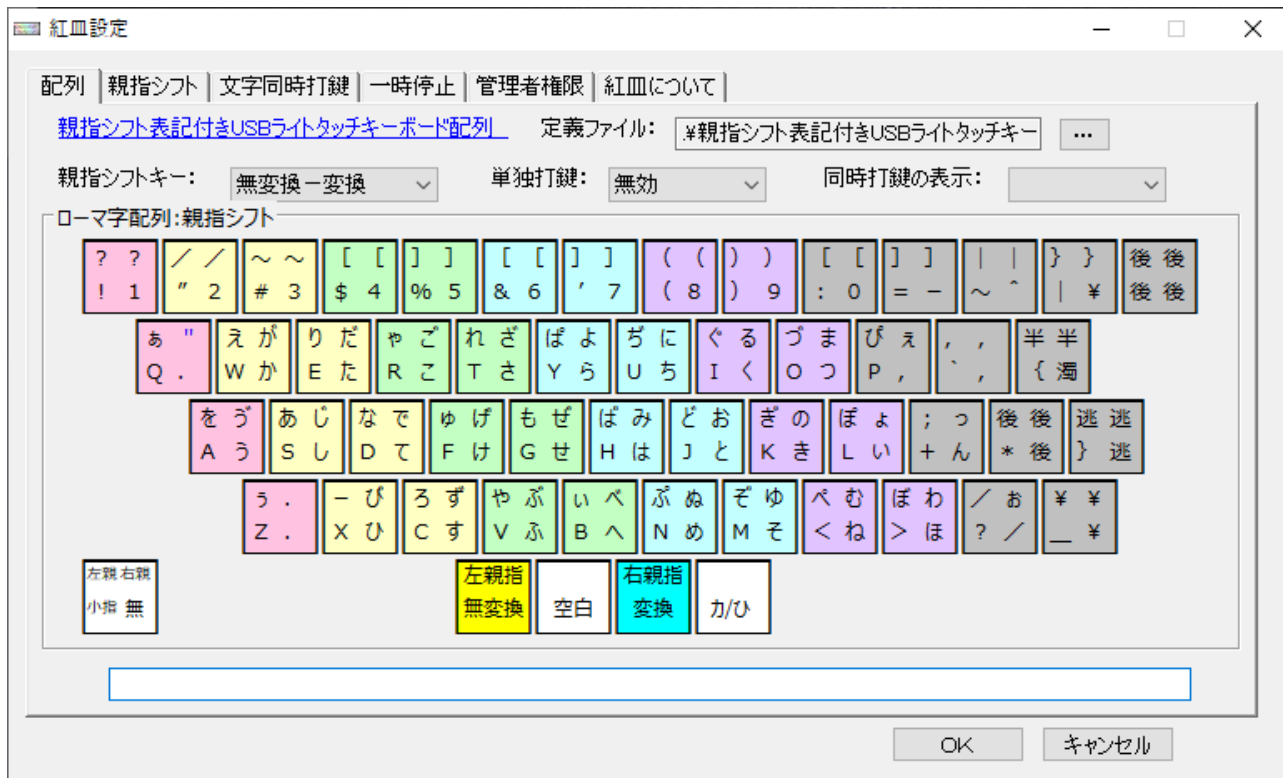 紅皿設定
配列 親指シフト 文字同時打鍵 一時停止 管理者権限 紅皿について
親指シフト表記付きUSBライトタッチキーボード配列 定義ファイル： .¥親指シフト表記付きUSBライトタッチキー ...
親指シフトキー： 無変換－変換 単独打鍵： 無効 同時打鍵の表示：
ローマ字配列：親指シフト
？ ？ ／ ／ ～ ～ ［ ［ ］ ］ ［ ［ ］ ］ （ （ ） ） ［ ［ ］ ］ ｜ ｜ ｝ ｝ 後 後
！ 1 ” 2 # 3 $ 4 % 5 & 6 ’ 7 ( 8 ) 9 : 0 = － ～ ＾ | ¥ 後 後
ぁ " え が り だ ゃ ご れ ざ ぱ よ ぢ に ぐ る づ ま ぴ ぇ ， ， 半 半
Q . W か E た R こ T さ Y ら U ち I く O つ P , ` , { 濁
を ゔ あ じ な で ゅ げ も ぜ ば み ど お ぎ の ぽ ょ ; っ 後 後 逃 逃
A う S し D て F け G せ H は J と K き L い + ん * 後 } 逃
ぅ . － び ろ ず や ぶ ぃ べ ぷ ぬ ぞ ゆ ぺ む ぼ わ ／ ぉ ¥ ¥
Z . X ひ C す V ふ B へ N め M そ < ね > ほ ? ／ _ ¥
左親 右親 左親指 右親指
小指 無 無変換 空白 変換 カ/ひ
OK キャンセル